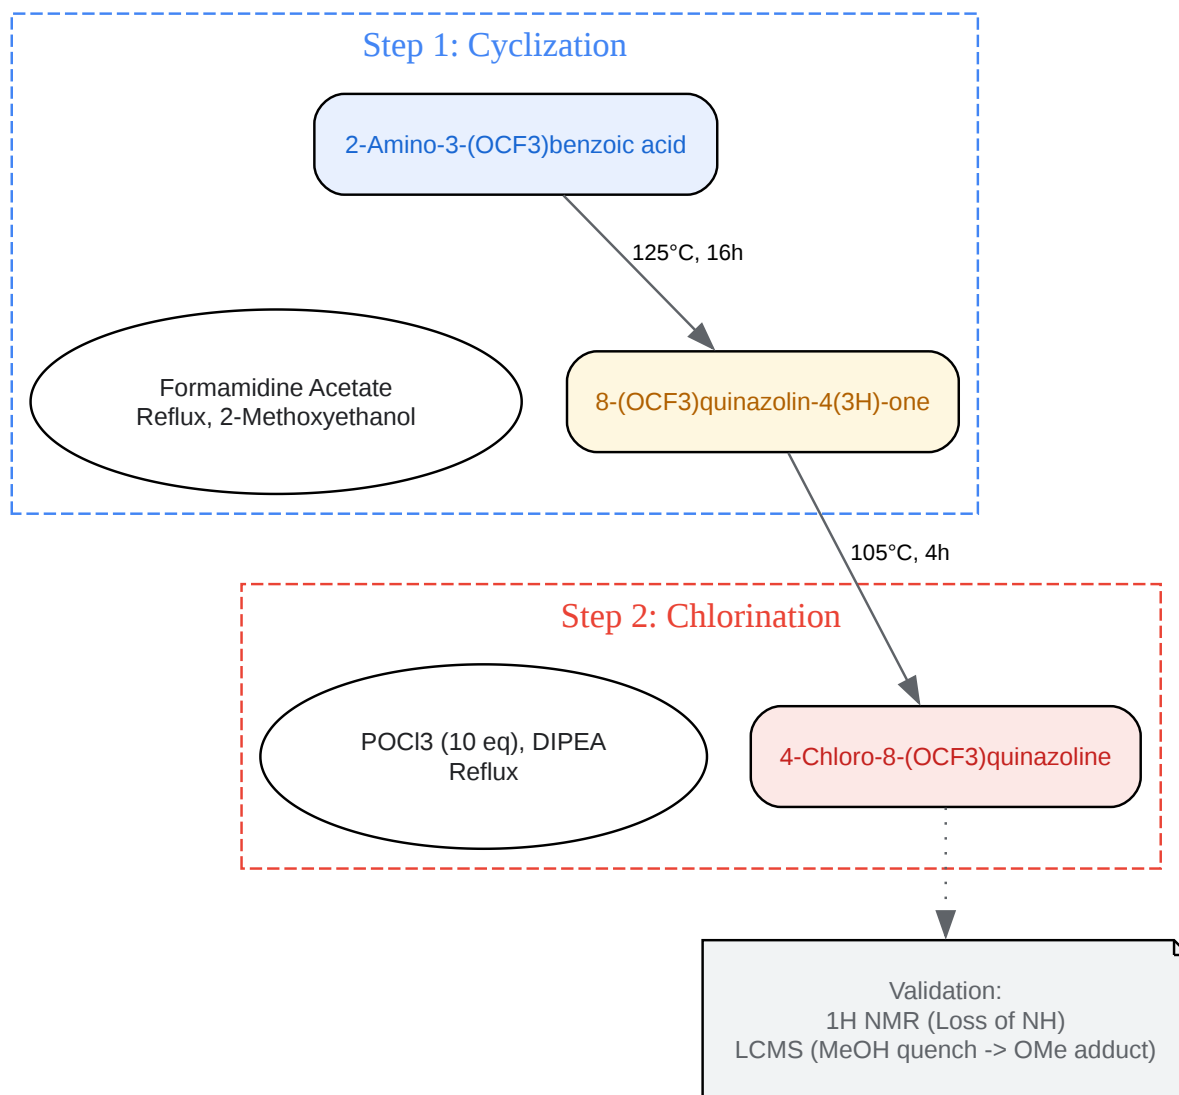 Step 1: Cyclization
2-Amino-3-(OCF3)benzoic acid
125°C, 16h
Formamidine Acetate
Reflux, 2-Methoxyethanol
8-(OCF3)quinazolin-4(3H)-one
105°C, 4h
Step 2: Chlorination
POCl3 (10 eq), DIPEA
Reflux
4-Chloro-8-(OCF3)quinazoline
Validation:
1H NMR (Loss of NH)
LCMS (MeOH quench -> OMe adduct)